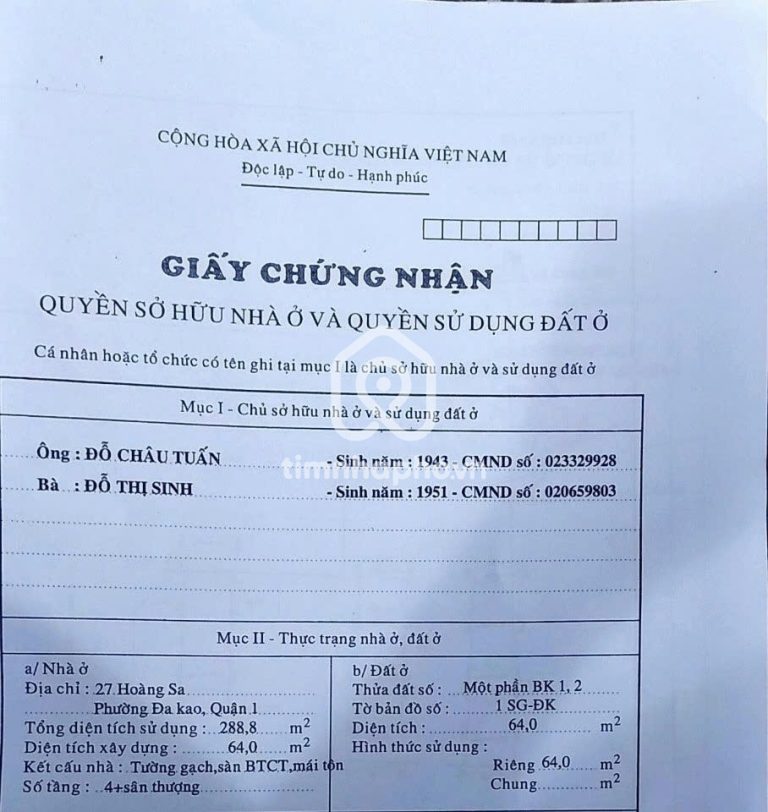 CỘNG HÒA XÃ HỘI CHỦ NGHĨA VIỆT NAM
Độc lập - Tự do - Hạnh phúc
GIẤY CHỨNG NHẬN
QUYỀN SỞ HỮU NHÀ Ở VÀ QUYỀN SỬ DỤNG ĐẤT Ở
Cá nhân hoặc tổ chức có tên ghi tại mục I là chủ sở hữu nhà ở và sử dụng đất ở
Mục I - Chủ sở hữu nhà ở và sử dụng đất ở
Ông : ĐỖ CHÂU TUẤN - Sinh năm : 1943 - CMND số : 023329928
timnhapho.vn
Bà : ĐỖ THỊ SINH - Sinh năm : 1951 - CMND số : 020659803
Mục II - Thực trạng nhà ở, đất ở
a/ Nhà ở
Địa chỉ : 27 Hoàng Sa
Phường Đa kao, Quận 1
Tổng diện tích sử dụng : 288,8 m2
Diện tích xây dựng : 64,0 m2
Kết cấu nhà : Tường gạch,sàn BTCT,mái tôn
Số tầng : 4+sân thượng
b/ Đất ở
Thửa đất số : Một phần BK 1, 2
Tờ bản đồ số : 1 SG-ĐK
Diện tích : 64,0 m2
Hình thức sử dụng :
Riêng 64,0 m2
Chung m2